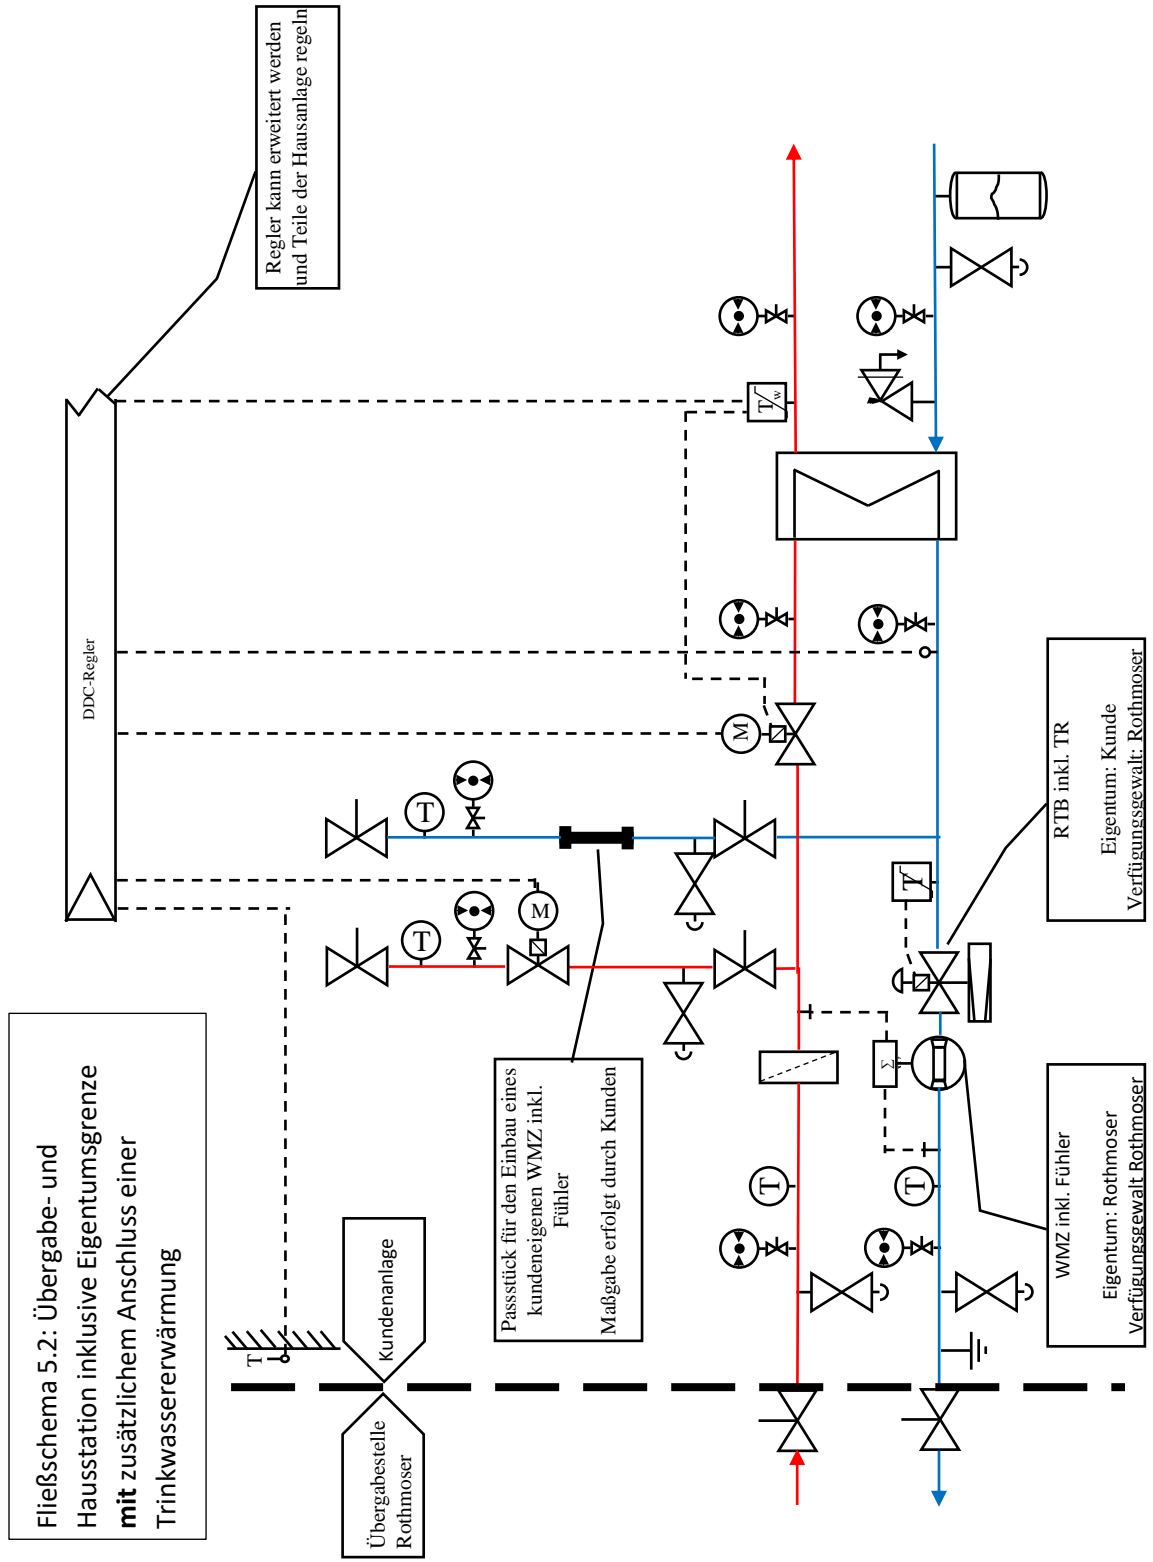 Fließschema 5.2: Übergabe- und
Hausstation inklusive Eigentumsgrenze
mit zusätzlichem Anschluss einer
Trinkwassererwärmung
Übergabestelle
Rothmoser
Kundenanlage
T
DDC-Regler
Regler kann erweitert werden
und Teile der Hausanlage regeln
Passstück für den Einbau eines
kundeneigenen WMZ inkl.
Fühler
Maßgabe erfolgt durch Kunden
T
M
T
M
Tw
T
T
Σ
T
WMZ inkl. Fühler
Eigentum: Rothmoser
Verfügungsgewalt Rothmoser
RTB inkl. TR
Eigentum: Kunde
Verfügungsgewalt: Rothmoser